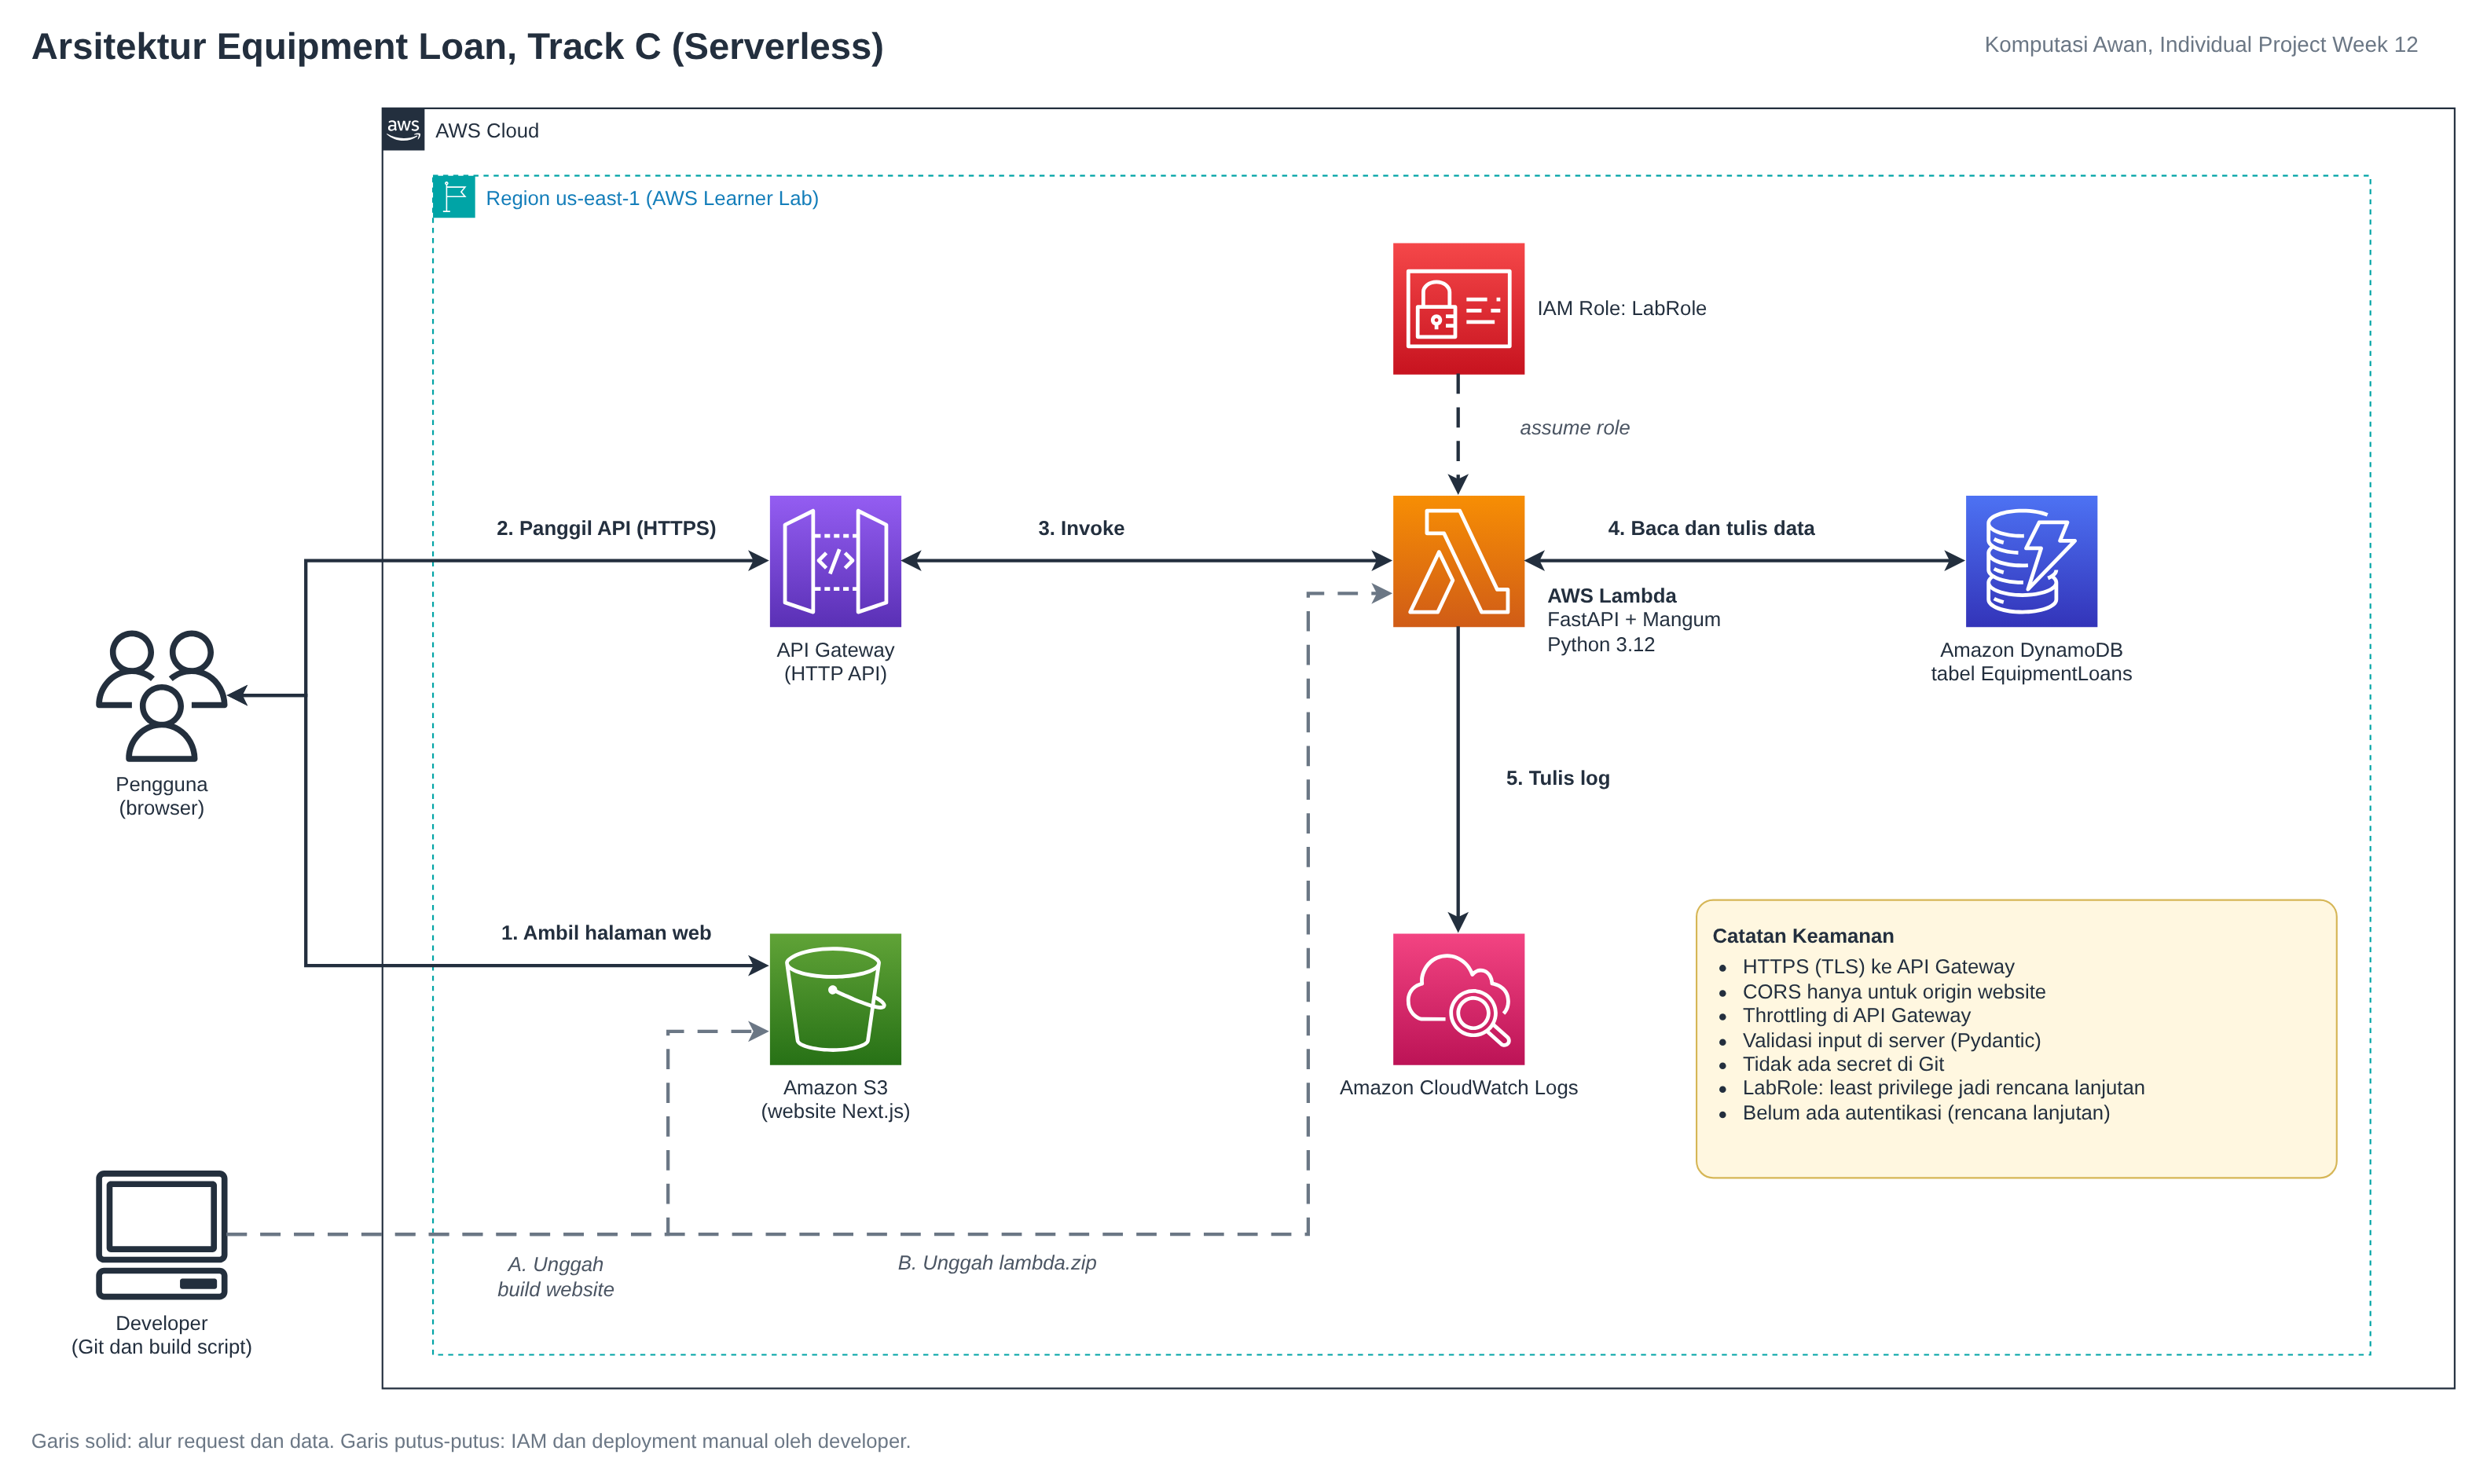 Arsitektur Equipment Loan, Track C (Serverless)
Komputasi Awan, Individual Project Week 12
aws
AWS Cloud
Region us-east-1 (AWS Learner Lab)
IAM Role: LabRole
assume role
2. Panggil API (HTTPS)
3. Invoke
4. Baca dan tulis data
AWS Lambda
FastAPI + Mangum
Python 3.12
API Gateway
(HTTP API)
Amazon DynamoDB
tabel EquipmentLoans
Pengguna
(browser)
5. Tulis log
1. Ambil halaman web
Amazon S3
(website Next.js)
Amazon CloudWatch Logs
Catatan Keamanan
• HTTPS (TLS) ke API Gateway
• CORS hanya untuk origin website
• Throttling di API Gateway
• Validasi input di server (Pydantic)
• Tidak ada secret di Git
• LabRole: least privilege jadi rencana lanjutan
• Belum ada autentikasi (rencana lanjutan)
A. Unggah
build website
B. Unggah lambda.zip
Developer
(Git dan build script)
Garis solid: alur request dan data. Garis putus-putus: IAM dan deployment manual oleh developer.